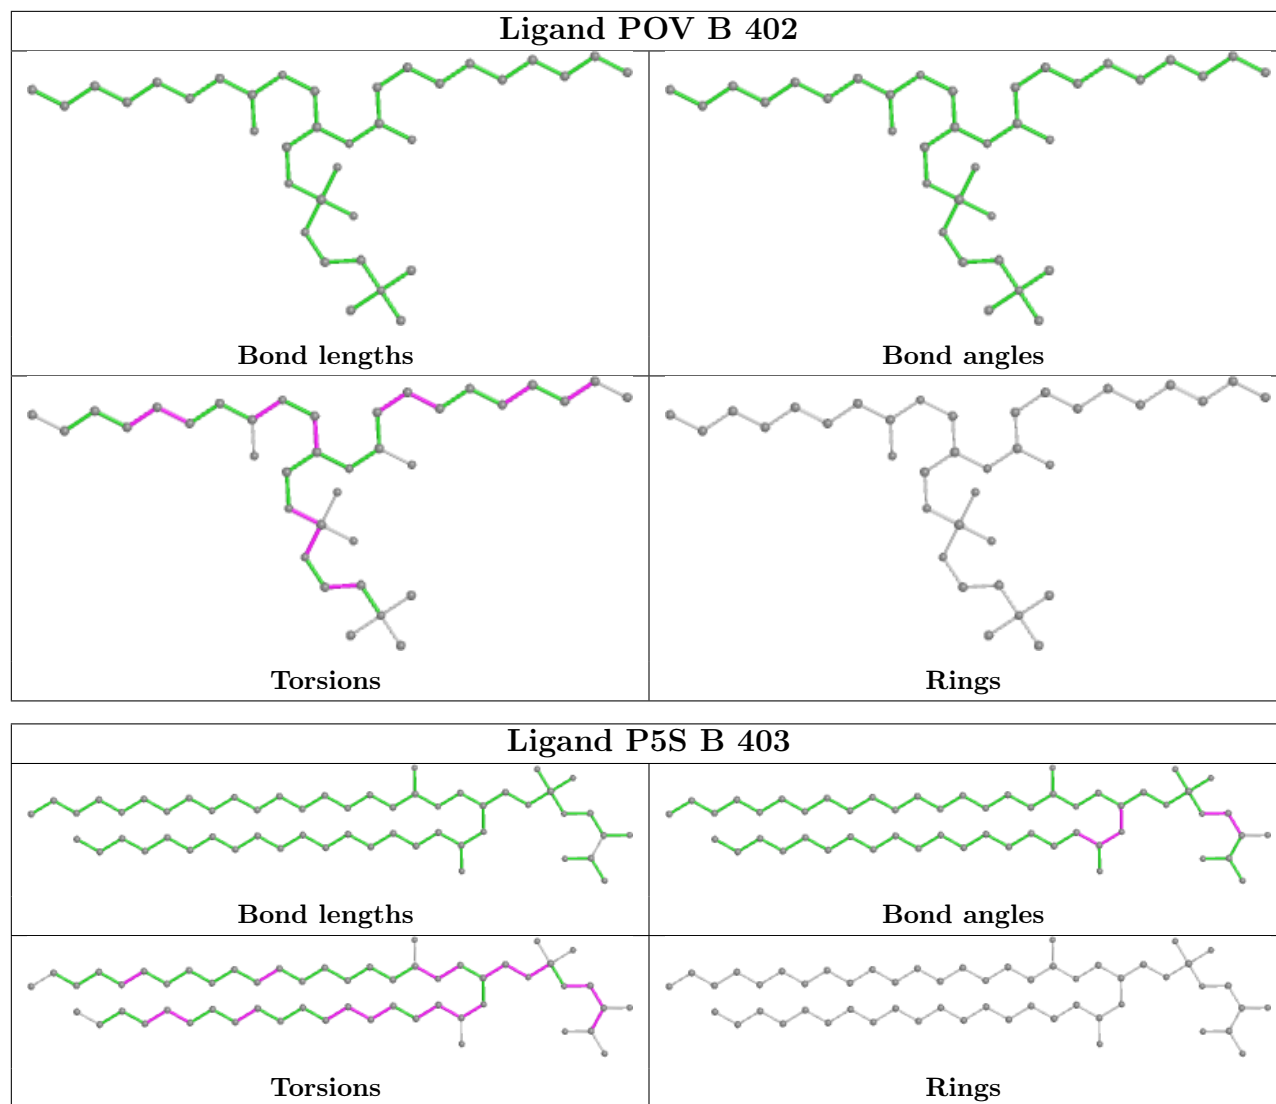 Ligand POV B 402
Bond lengths
Bond angles
Torsions
Rings
Ligand P5S B 403
Bond lengths
Bond angles
Torsions
Rings